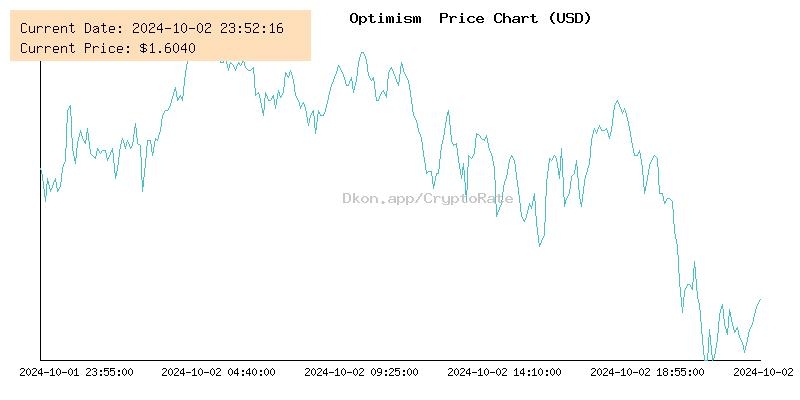 Optimism  Price Chart (USD)
Current Date: 2024-10-02 23:52:16
Current Price: $1.6040
Dkon.app/CryptoRate
2024-10-01 23:55:00 2024-10-02 04:40:00 2024-10-02 09:25:00 2024-10-02 14:10:00 2024-10-02 18:55:00 2024-10-02